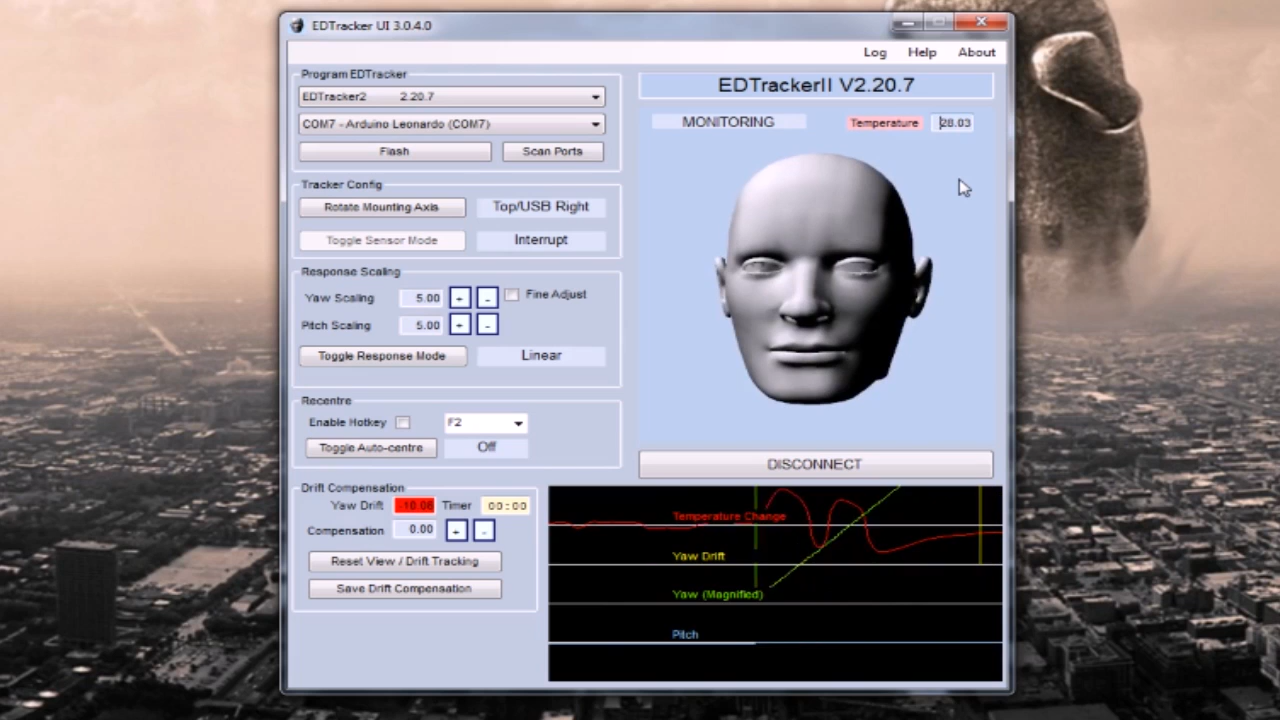 EDTracker UI 3.0.4.0
Log Help About
Program EDTracker
EDTracker2 2.20.7
COM7 - Arduino Leonardo (COM7)
Flash Scan Ports
Tracker Config
Rotate Mounting Axis Top/USB Right
Toggle Sensor Mode Interrupt
Response Scaling
Yaw Scaling 5.00 + - Fine Adjust
Pitch Scaling 5.00 + -
Toggle Response Mode Linear
Recentre
Enable Hotkey F2
Toggle Auto-centre Off
Drift Compensation
Yaw Drift -10.06 Timer 00:00
Compensation 0.00 + -
Reset View / Drift Tracking
Save Drift Compensation
EDTrackerII V2.20.7
MONITORING Temperature 28.03
DISCONNECT
Temperature Change
Yaw Drift
Yaw (Magnified)
Pitch